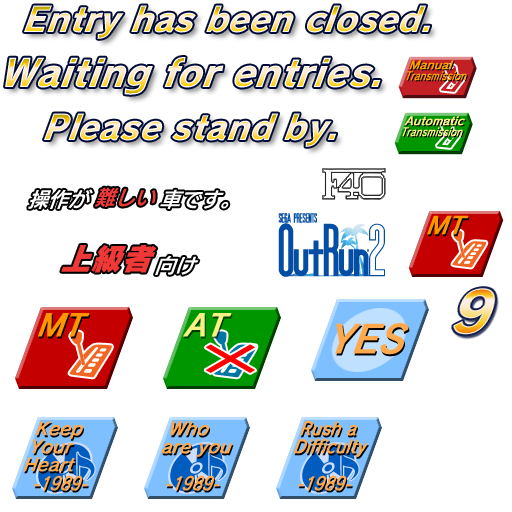 Entry has been closed.
Waiting for entries.
Manual
Transmission
Please stand by.
Automatic
Transmission
操作が難しい車です。
F40
SEGA PRESENTS
OutRun2
MT
上級者向け
MT
AT
YES
9
Keep
Your
Heart
-1989-
Who
are you
-1989-
Rush a
Difficulty
-1989-